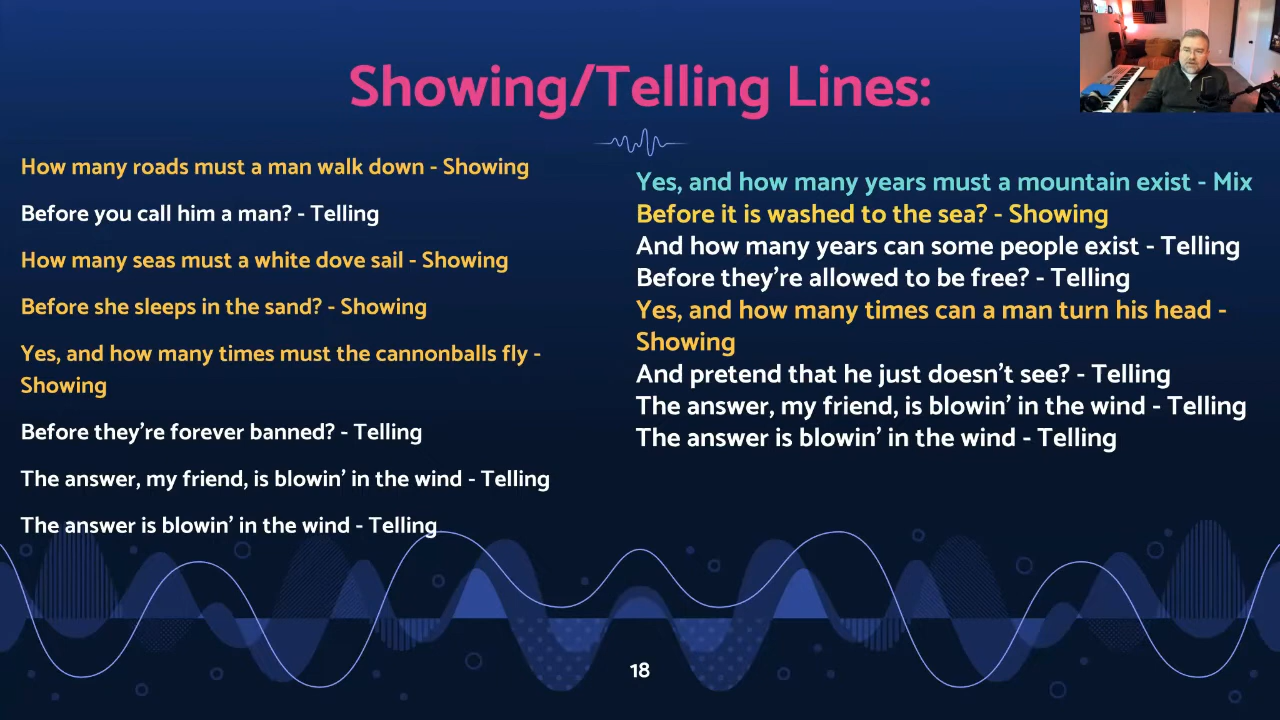 Showing/Telling Lines:
How many roads must a man walk down - Showing
Before you call him a man? - Telling
How many seas must a white dove sail - Showing
Before she sleeps in the sand? - Showing
Yes, and how many times must the cannonballs fly -
Showing
Before they're forever banned? - Telling
The answer, my friend, is blowin' in the wind - Telling
The answer is blowin' in the wind - Telling
Yes, and how many years must a mountain exist - Mix
Before it is washed to the sea? - Showing
And how many years can some people exist - Telling
Before they're allowed to be free? - Telling
Yes, and how many times can a man turn his head -
Showing
And pretend that he just doesn't see? - Telling
The answer, my friend, is blowin' in the wind - Telling
The answer is blowin' in the wind - Telling
18